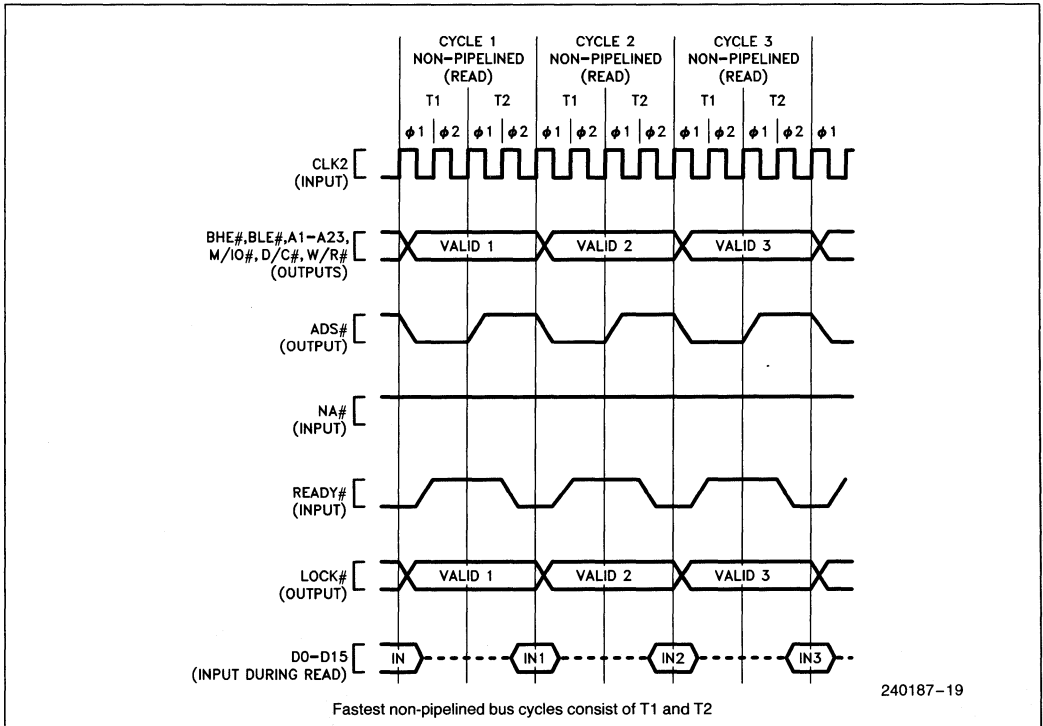 CYCLE 1 CYCLE 2 CYCLE 3
NON-PIPELINED NON-PIPELINED NON-PIPELINED
(READ) (READ) (READ)
T1 T2 T1 T2 T1 T2
ϕ1 ϕ2 ϕ1 ϕ2 ϕ1 ϕ2 ϕ1 ϕ2 ϕ1 ϕ2 ϕ1 ϕ2 ϕ1
CLK2
(INPUT)
BHE#,BLE#,A1-A23,
M/IO#,D/C#,W/R#
(OUTPUTS)
VALID 1 VALID 2 VALID 3
ADS#
(OUTPUT)
NA#
(INPUT)
READY#
(INPUT)
LOCK#
(OUTPUT)
VALID 1 VALID 2 VALID 3
D0-D15
(INPUT DURING READ)
IN IN1 IN2 IN3
240187-19
Fastest non-pipelined bus cycles consist of T1 and T2